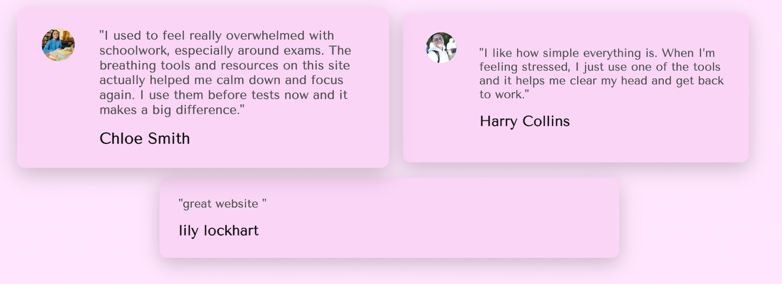 "I used to feel really overwhelmed with
schoolwork, especially around exams. The
breathing tools and resources on this site
actually helped me calm down and focus
again. I use them before tests now and it
makes a big difference."
Chloe Smith
"I like how simple everything is. When I'm
feeling stressed, I just use one of the tools
and it helps me clear my head and get back
to work."
Harry Collins
"great website "
lily lockhart